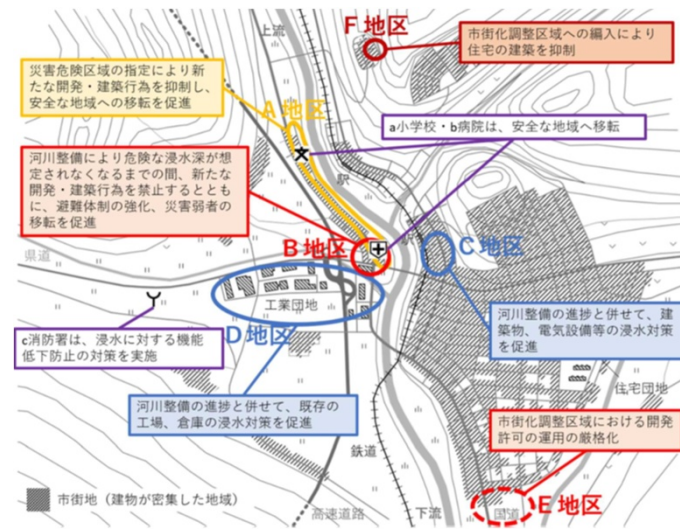 上流
F地区
市街化調整区域への編入により
住宅の建築を抑制
災害危険区域の指定により新
たな開発・建築行為を抑制し、
安全な地域への移転を促進
A地区
a小学校・b病院は、安全な地域へ移転
河川整備により危険な浸水深が想
定されなくなるまでの間、新たな
開発・建築行為を禁止するととも
に、避難体制の強化、災害弱者の
移転を促進
駅
B地区
C地区
県道
工業団地
D地区
河川整備の進捗と併せて、建
築物、電気設備等の浸水対策
を促進
c消防署は、浸水に対する機能
低下防止の対策を実施
住宅団地
河川整備の進捗と併せて、既存の
工場、倉庫の浸水対策を促進
市街化調整区域における開発
許可の運用の厳格化
鉄道
市街地（建物が密集した地域）
高速道路
下流
国道
E地区